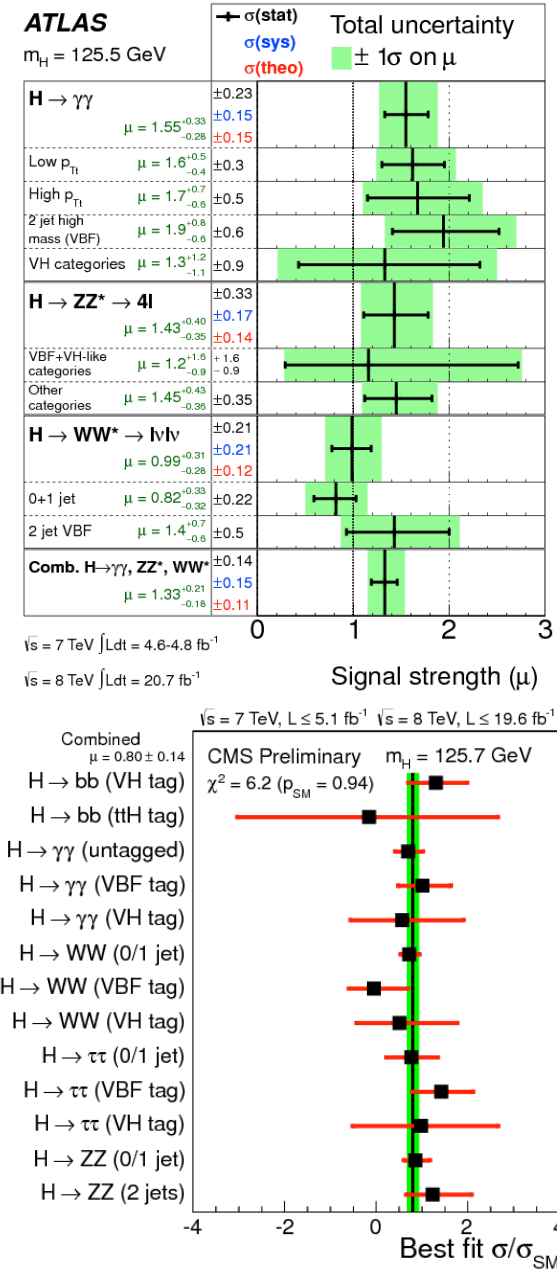 ATLAS
m_H = 125.5 GeV
σ(stat)
σ(sys)
σ(theo)
Total uncertainty
± 1σ on μ
H → γγ
μ = 1.55 +0.33 −0.28
±0.23
±0.15
±0.15
Low p_Tt μ = 1.6 +0.5 −0.4 ±0.3
High p_Tt μ = 1.7 +0.7 −0.6 ±0.5
2 jet high
mass (VBF) μ = 1.9 +0.8 −0.6 ±0.6
VH categories μ = 1.3 +1.2 −1.1 ±0.9
H → ZZ* → 4l
μ = 1.43 +0.40 −0.35
±0.33
±0.17
±0.14
VBF+VH-like
categories μ = 1.2 +1.6 −0.9 + 1.6 − 0.9
Other
categories μ = 1.45 +0.43 −0.36 ±0.35
H → WW* → lνlν
μ = 0.99 +0.31 −0.28
±0.21
±0.21
±0.12
0+1 jet μ = 0.82 +0.33 −0.32 ±0.22
2 jet VBF μ = 1.4 +0.7 −0.6 ±0.5
Comb. H→γγ, ZZ*, WW*
μ = 1.33 +0.21 −0.18
±0.14
±0.15
±0.11
0 1 2 3
√s = 7 TeV ∫Ldt = 4.6-4.8 fb⁻¹
√s = 8 TeV ∫Ldt = 20.7 fb⁻¹
Signal strength (μ)
√s = 7 TeV, L ≤ 5.1 fb⁻¹ √s = 8 TeV, L ≤ 19.6 fb⁻¹
Combined
μ = 0.80 ± 0.14
CMS Preliminary m_H = 125.7 GeV
χ² = 6.2 (p_SM = 0.94)
H → bb (VH tag)
H → bb (ttH tag)
H → γγ (untagged)
H → γγ (VBF tag)
H → γγ (VH tag)
H → WW (0/1 jet)
H → WW (VBF tag)
H → WW (VH tag)
H → ττ (0/1 jet)
H → ττ (VBF tag)
H → ττ (VH tag)
H → ZZ (0/1 jet)
H → ZZ (2 jets)
-4 -2 0 2 4
Best fit σ/σ_SM